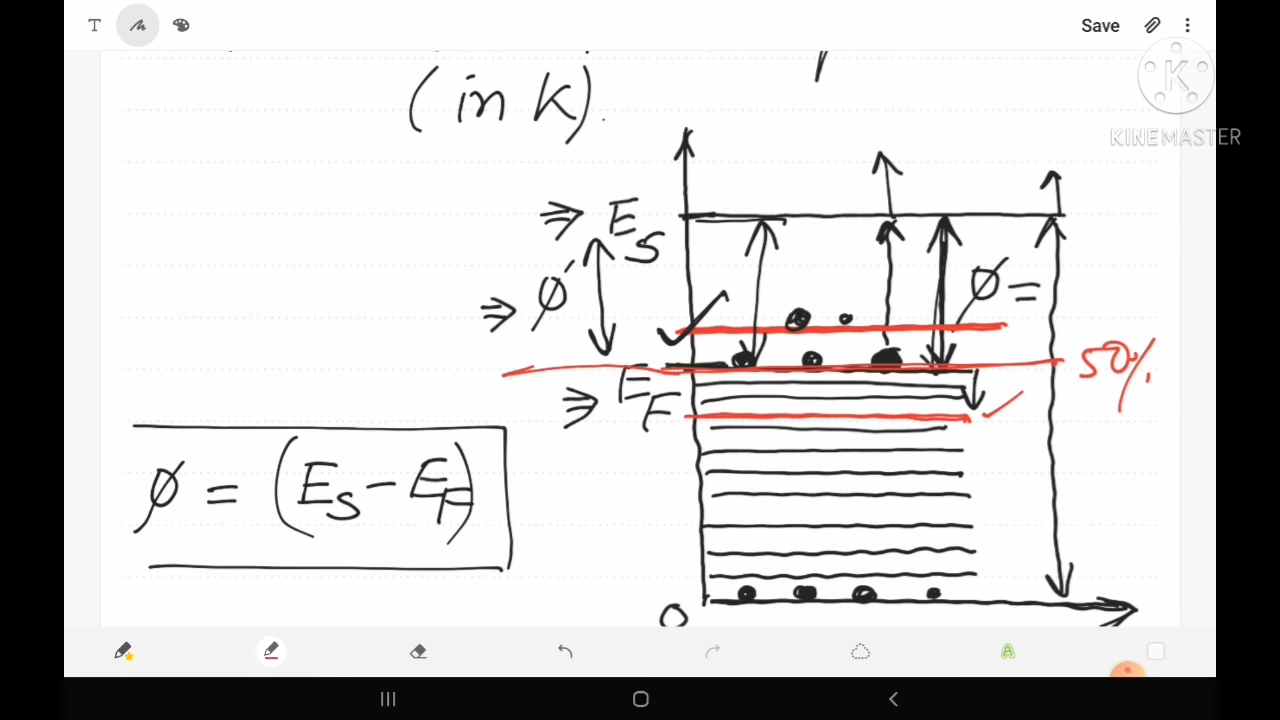 T
Save
K
KINEMASTER
(in K).
⇒ E_S
⇒ ϕ
ϕ =
50%
⇒ E_F
ϕ = (E_S - E_F)
0
A